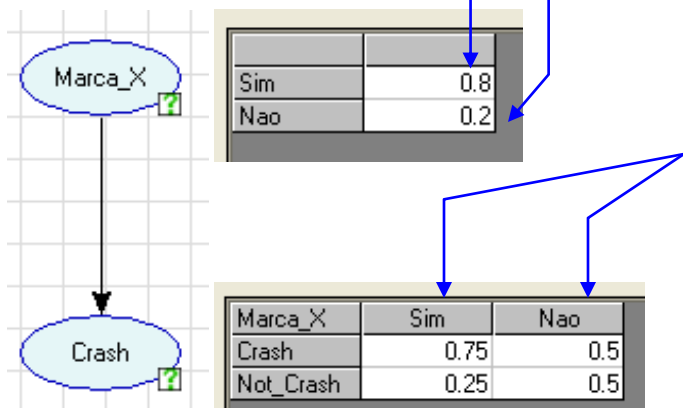 Marca_X
?
Sim 0.8
Nao 0.2
Crash
?
Marca_X Sim Nao
Crash 0.75 0.5
Not_Crash 0.25 0.5